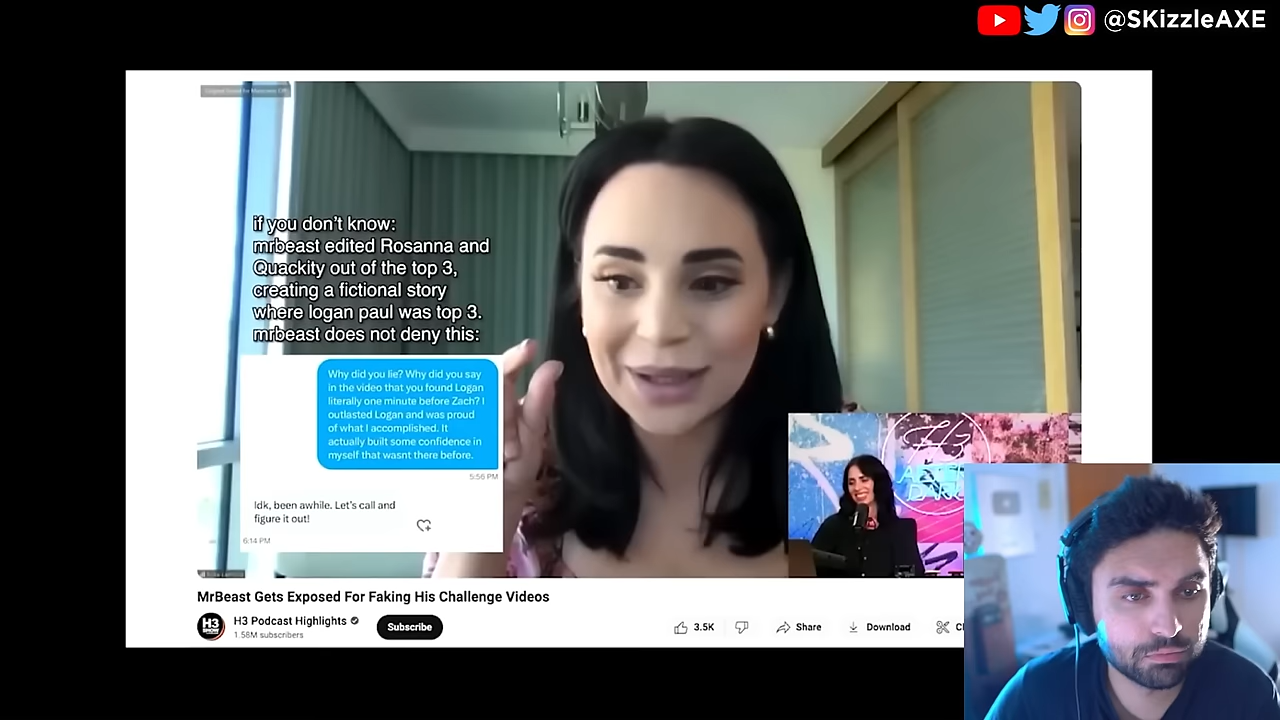 @SKizzleAXE
if you don't know:
mrbeast edited Rosanna and
Quackity out of the top 3,
creating a fictional story
where logan paul was top 3.
mrbeast does not deny this:
Why did you lie? Why did you say
in the video that you found Logan
literally one minute before Zach? I
outlasted Logan and was proud
of what I accomplished. It
actually built some confidence in
myself that wasnt there before.
5:56 PM
Idk, been awhile. Let's call and
figure it out!
6:14 PM
H3
AFTER
DARK
MrBeast Gets Exposed For Faking His Challenge Videos
H3
H3 Podcast Highlights
1.58M subscribers
Subscribe
3.5K
Share
Download